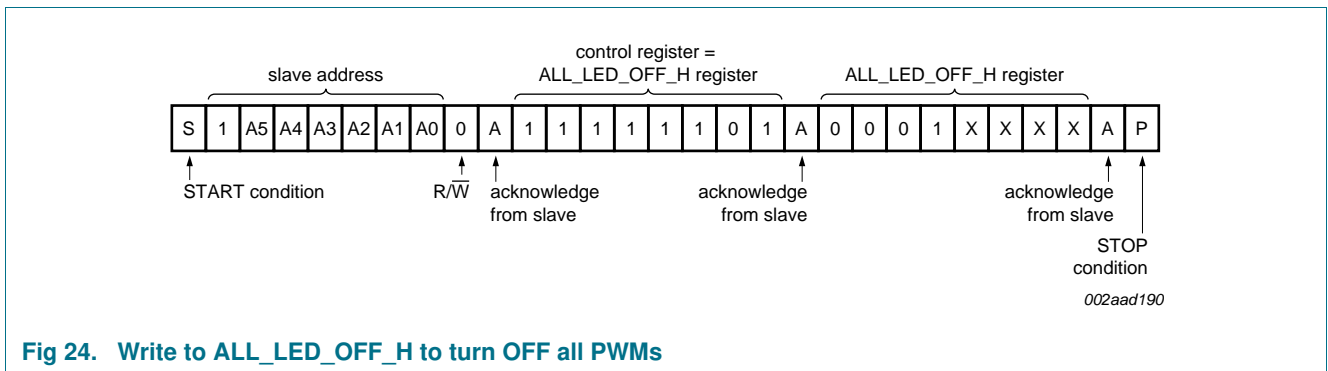 control register =
slave address ALL_LED_OFF_H register ALL_LED_OFF_H register
S 1 A5 A4 A3 A2 A1 A0 0 A 1 1 1 1 1 1 0 1 A 0 0 0 1 X X X X A P
START condition R/W̅ acknowledge acknowledge acknowledge
from slave from slave from slave
STOP
condition
002aad190
Fig 24. Write to ALL_LED_OFF_H to turn OFF all PWMs